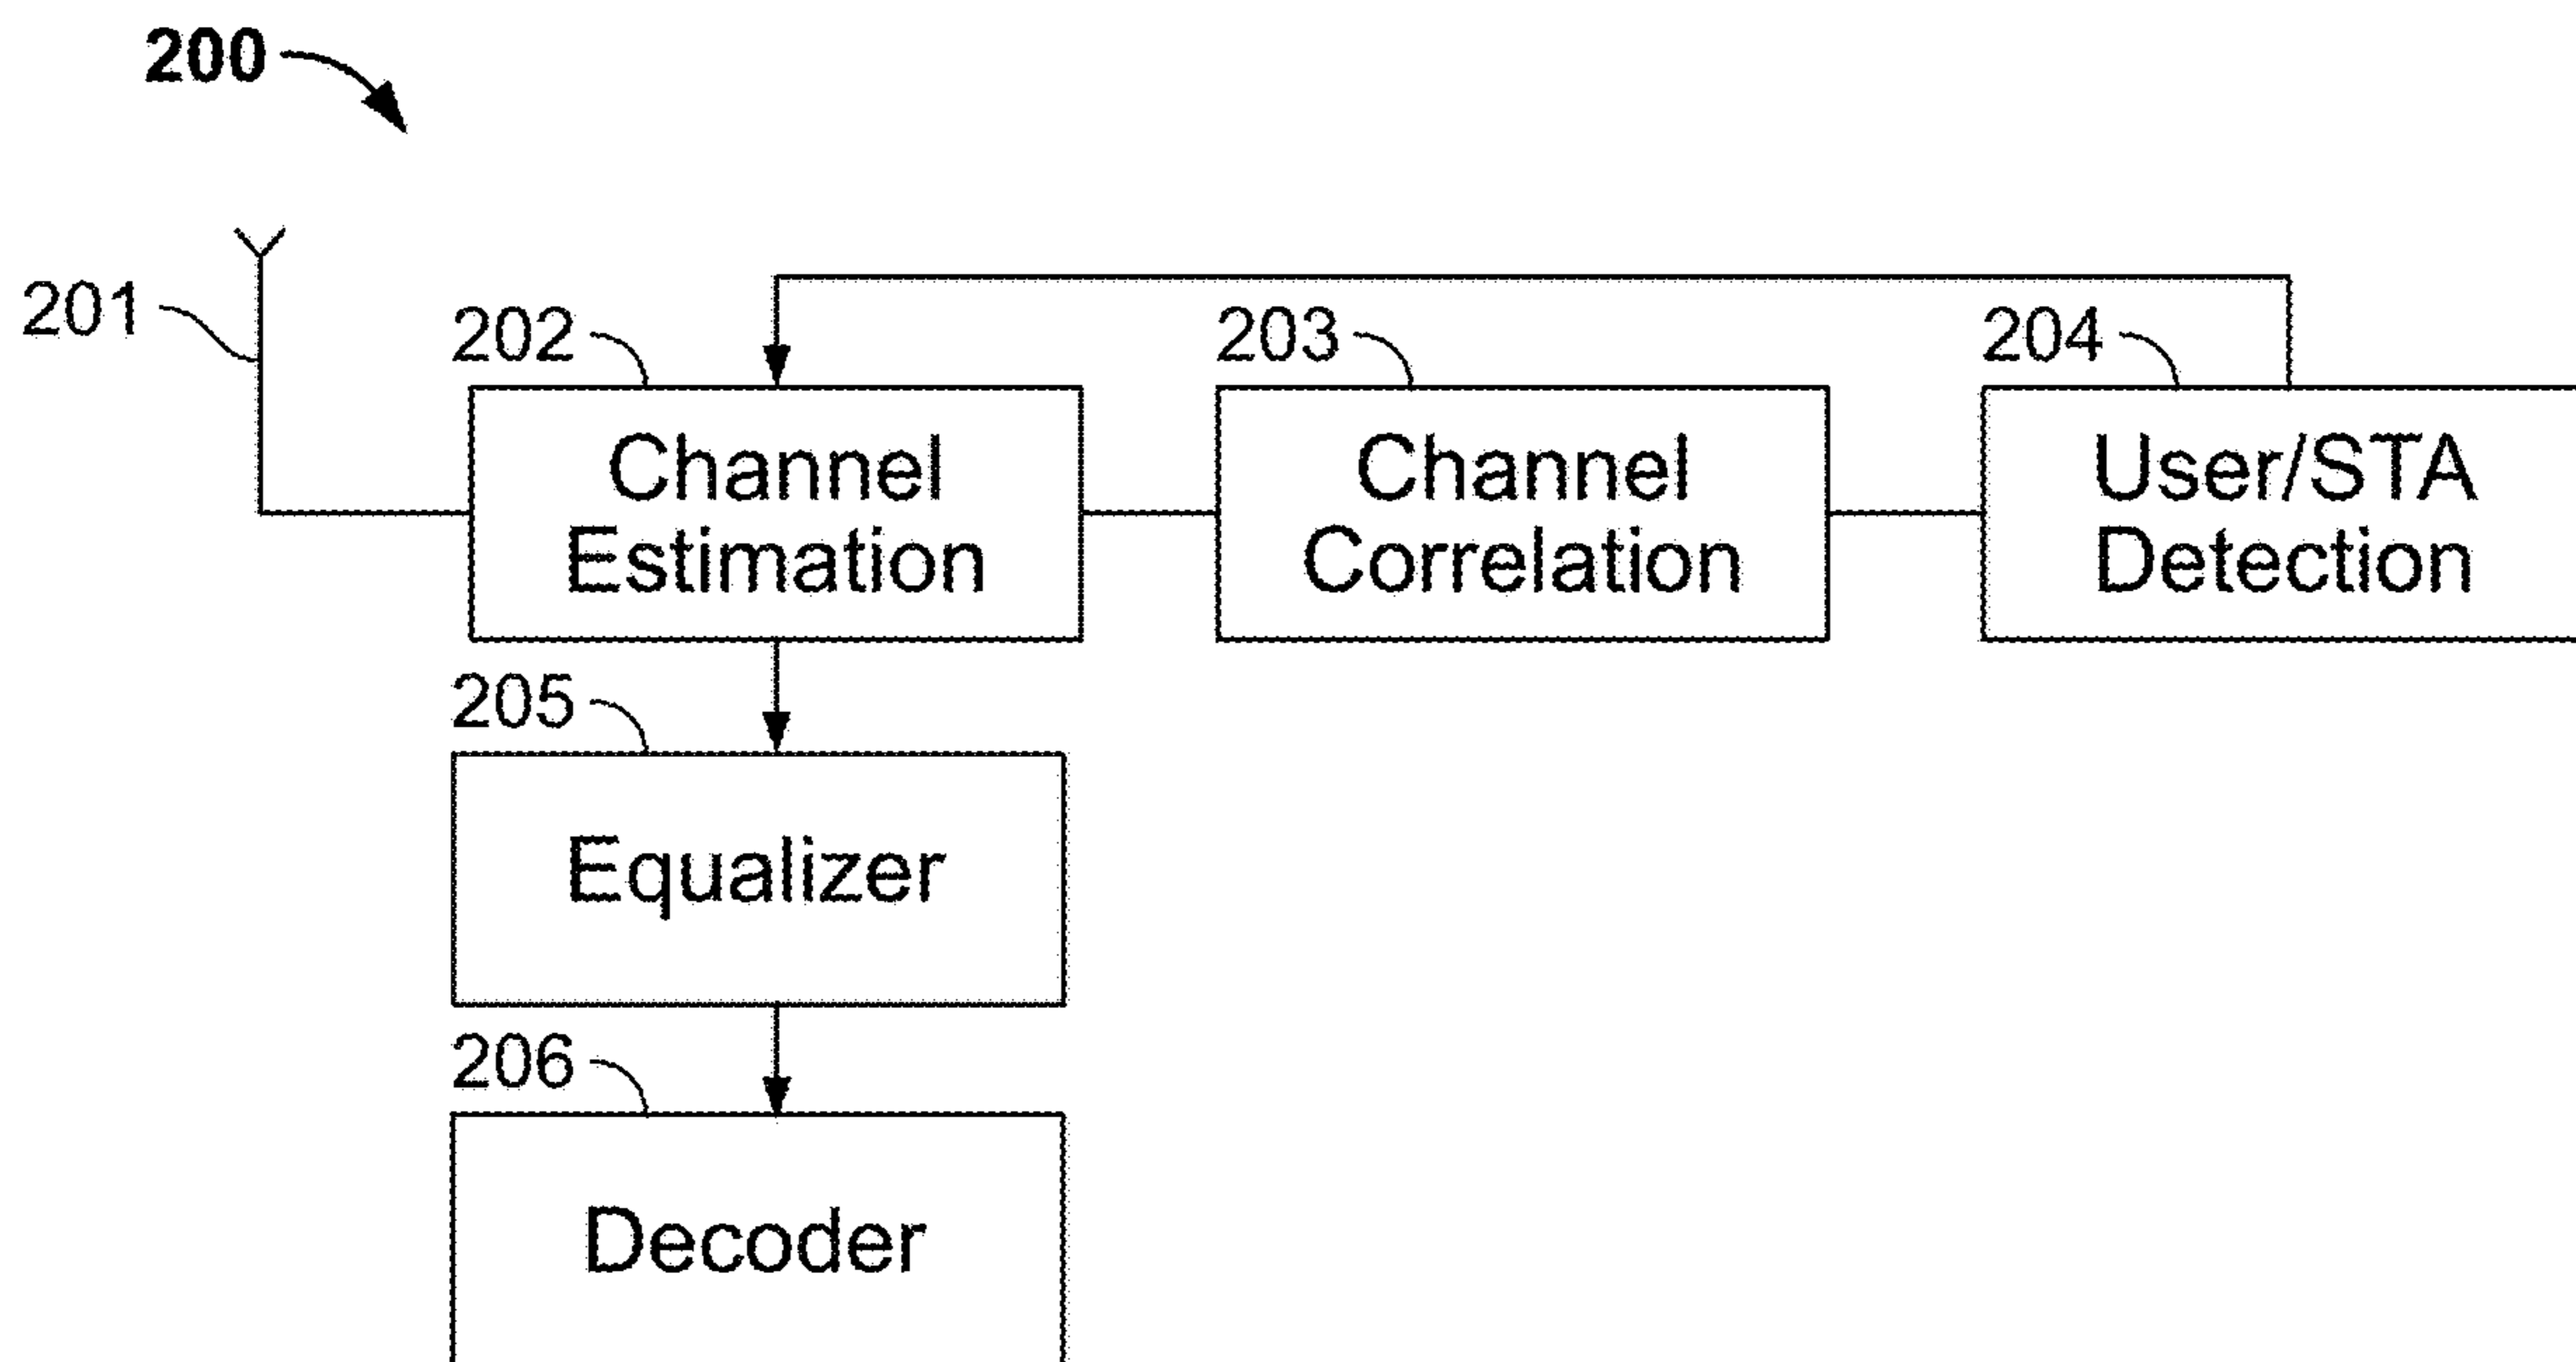 200
201
202
203
204
Channel
Estimation
Channel
Correlation
User/STA
Detection
205
Equalizer
206
Decoder